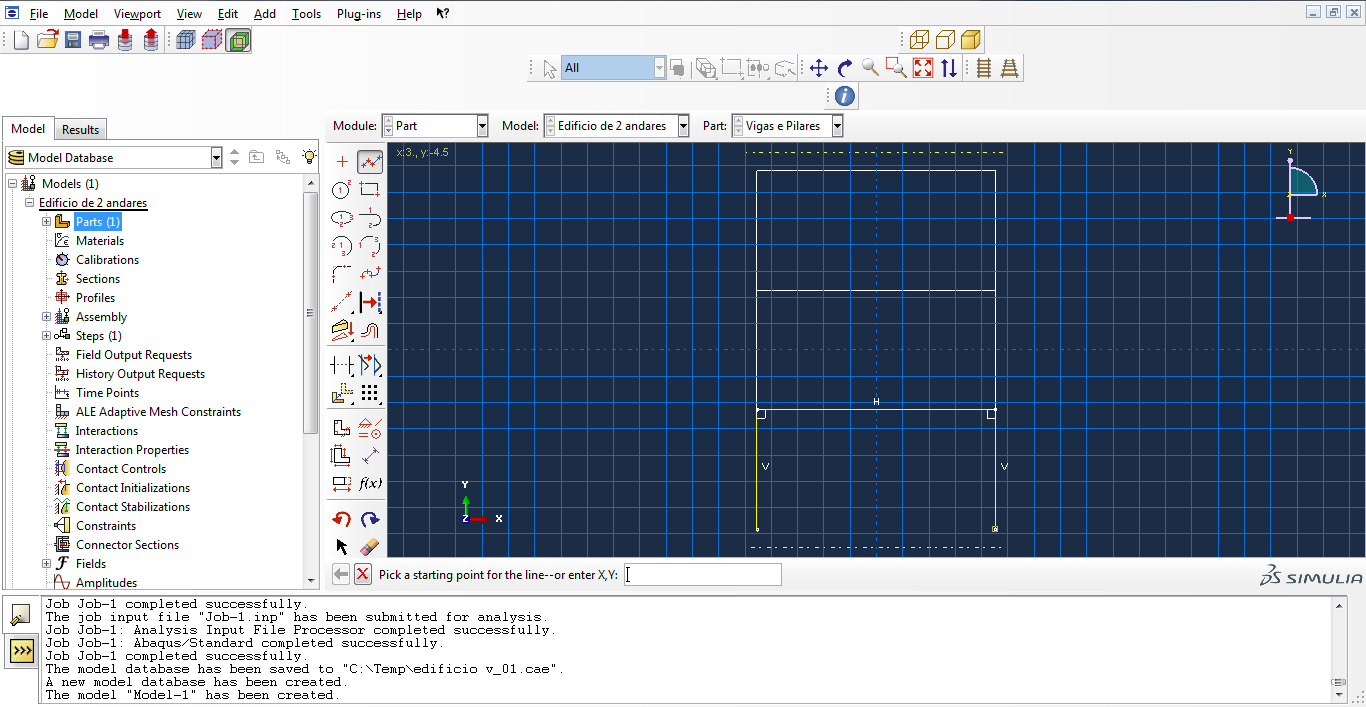 File Model Viewport View Edit Add Tools Plug-ins Help
All
Model Results
Module: Part Model: Edificio de 2 andares Part: Vigas e Pilares
Model Database
Models (1)
Edificio de 2 andares
Parts (1)
Materials
Calibrations
Sections
Profiles
Assembly
Steps (1)
Field Output Requests
History Output Requests
Time Points
ALE Adaptive Mesh Constraints
Interactions
Interaction Properties
Contact Controls
Contact Initializations
Contact Stabilizations
Constraints
Connector Sections
Fields
Amplitudes
f(x)
x:3., y:-4.5
Y
X
H
V V
Y
Z X
Pick a starting point for the line--or enter X,Y:
SIMULIA
Job Job-1 completed successfully.
The job input file "Job-1.inp" has been submitted for analysis.
Job Job-1: Analysis Input File Processor completed successfully.
Job Job-1: Abaqus/Standard completed successfully.
Job Job-1 completed successfully.
The model database has been saved to "C:\Temp\edificio v_01.cae".
A new model database has been created.
The model "Model-1" has been created.